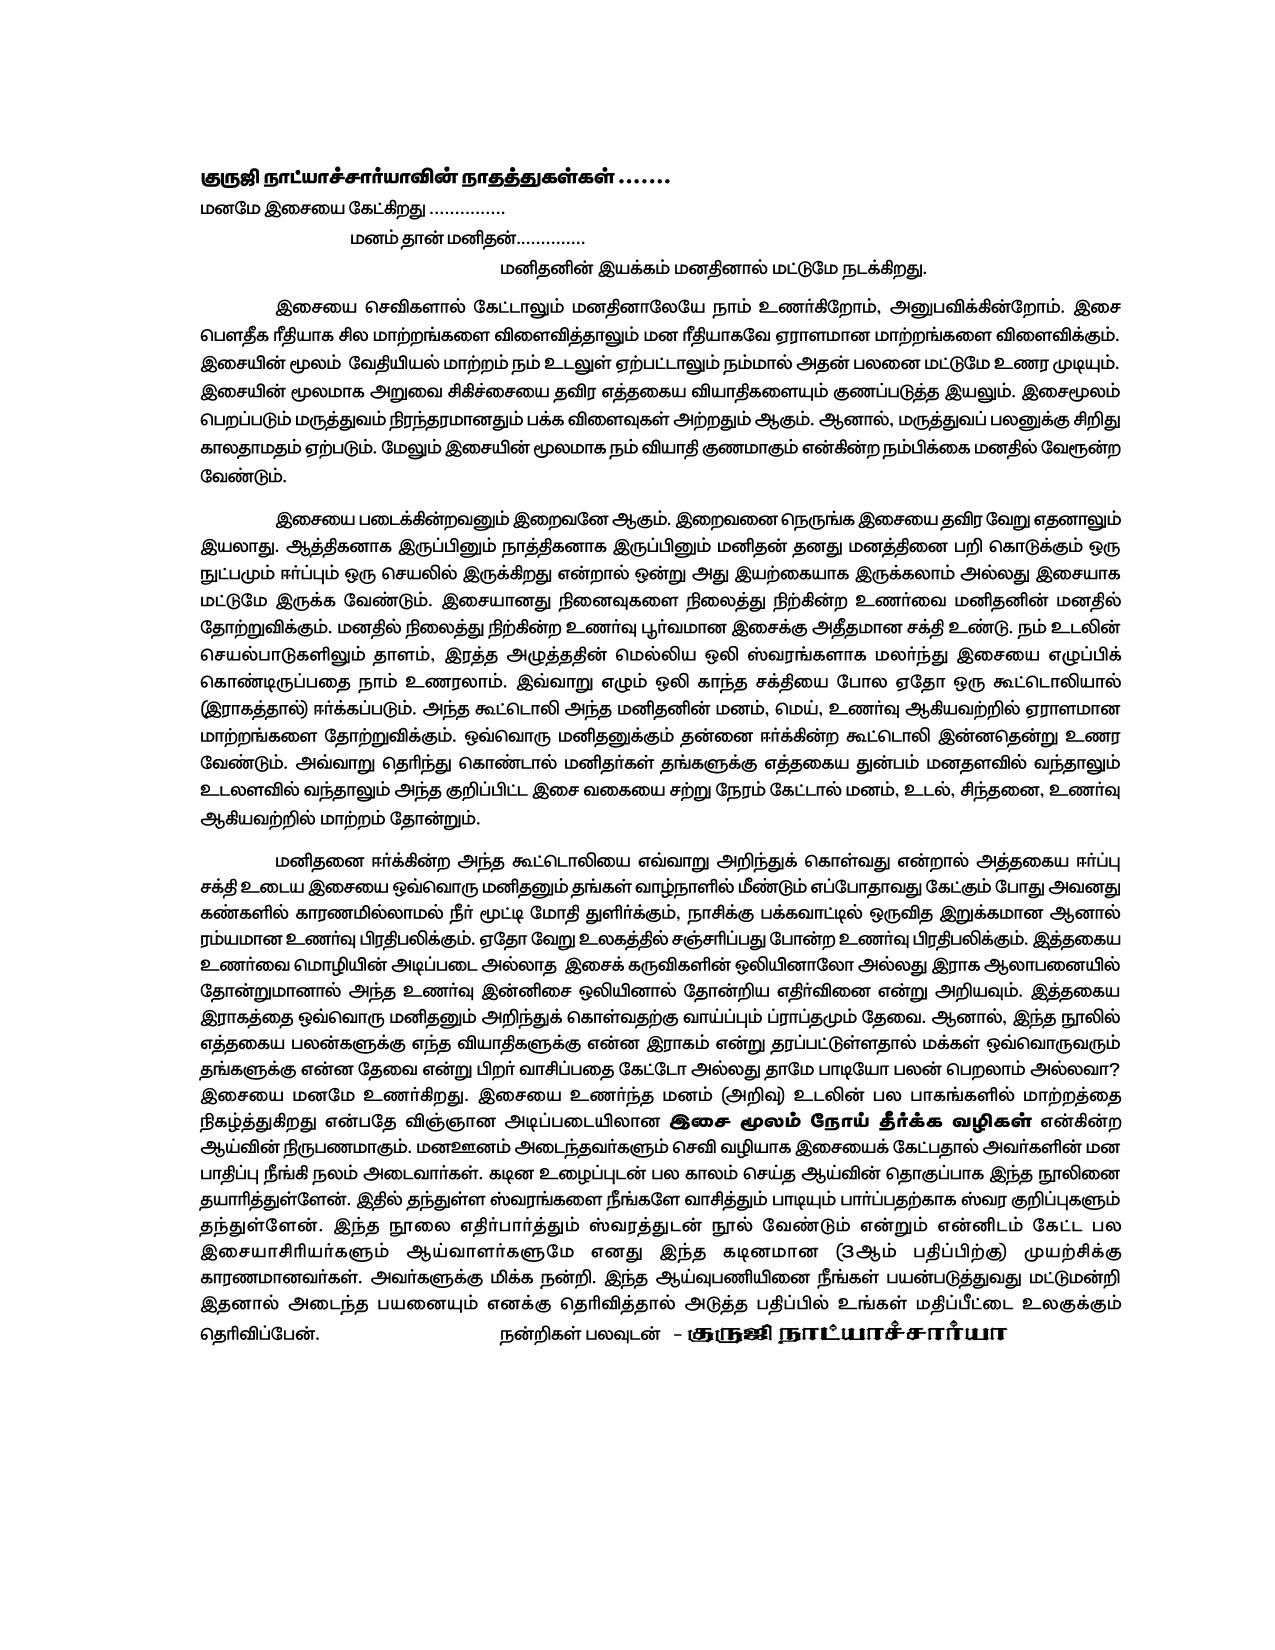 குருஜி நாட்யாச்சார்யாவின் நாதத்துகள்கள் .......
மனமே இசையை கேட்கிறது ...............
மனம் தான் மனிதன்..............
மனிதனின் இயக்கம் மனதினால் மட்டுமே நடக்கிறது.
இசையை செவிகளால் கேட்டாலும் மனதினாலேயே நாம் உணர்கிறோம், அனுபவிக்கின்றோம். இசை
பௌதீக ரீதியாக சில மாற்றங்களை விளைவித்தாலும் மன ரீதியாகவே ஏராளமான மாற்றங்களை விளைவிக்கும்.
இசையின் மூலம் வேதியியல் மாற்றம் நம் உடலுள் ஏற்பட்டாலும் நம்மால் அதன் பலனை மட்டுமே உணர முடியும்.
இசையின் மூலமாக அறுவை சிகிச்சையை தவிர எத்தகைய வியாதிகளையும் குணப்படுத்த இயலும். இசைமூலம்
பெறப்படும் மருத்துவம் நிரந்தரமானதும் பக்க விளைவுகள் அற்றதும் ஆகும். ஆனால், மருத்துவப் பலனுக்கு சிறிது
காலதாமதம் ஏற்படும். மேலும் இசையின் மூலமாக நம் வியாதி குணமாகும் என்கின்ற நம்பிக்கை மனதில் வேரூன்ற
வேண்டும்.
இசையை படைக்கின்றவனும் இறைவனே ஆகும். இறைவனை நெருங்க இசையை தவிர வேறு எதனாலும்
இயலாது. ஆத்திகனாக இருப்பினும் நாத்திகனாக இருப்பினும் மனிதன் தனது மனத்தினை பறி கொடுக்கும் ஒரு
நுட்பமும் ஈர்ப்பும் ஒரு செயலில் இருக்கிறது என்றால் ஒன்று அது இயற்கையாக இருக்கலாம் அல்லது இசையாக
மட்டுமே இருக்க வேண்டும். இசையானது நினைவுகளை நிலைத்து நிற்கின்ற உணர்வை மனிதனின் மனதில்
தோற்றுவிக்கும். மனதில் நிலைத்து நிற்கின்ற உணர்வு பூர்வமான இசைக்கு அதீதமான சக்தி உண்டு. நம் உடலின்
செயல்பாடுகளிலும் தாளம், இரத்த அழுத்ததின் மெல்லிய ஒலி ஸ்வரங்களாக மலர்ந்து இசையை எழுப்பிக்
கொண்டிருப்பதை நாம் உணரலாம். இவ்வாறு எழும் ஒலி காந்த சக்தியை போல ஏதோ ஒரு கூட்டொலியால்
(இராகத்தால்) ஈர்க்கப்படும். அந்த கூட்டொலி அந்த மனிதனின் மனம், மெய், உணர்வு ஆகியவற்றில் ஏராளமான
மாற்றங்களை தோற்றுவிக்கும். ஒவ்வொரு மனிதனுக்கும் தன்னை ஈர்க்கின்ற கூட்டொலி இன்னதென்று உணர
வேண்டும். அவ்வாறு தெரிந்து கொண்டால் மனிதர்கள் தங்களுக்கு எத்தகைய துன்பம் மனதளவில் வந்தாலும்
உடலளவில் வந்தாலும் அந்த குறிப்பிட்ட இசை வகையை சற்று நேரம் கேட்டால் மனம், உடல், சிந்தனை, உணர்வு
ஆகியவற்றில் மாற்றம் தோன்றும்.
மனிதனை ஈர்க்கின்ற அந்த கூட்டொலியை எவ்வாறு அறிந்துக் கொள்வது என்றால் அத்தகைய ஈர்ப்பு
சக்தி உடைய இசையை ஒவ்வொரு மனிதனும் தங்கள் வாழ்நாளில் மீண்டும் எப்போதாவது கேட்கும் போது அவனது
கண்களில் காரணமில்லாமல் நீர் மூட்டி மோதி துளிர்க்கும், நாசிக்கு பக்கவாட்டில் ஒருவித இறுக்கமான ஆனால்
ரம்யமான உணர்வு பிரதிபலிக்கும். ஏதோ வேறு உலகத்தில் சஞ்சரிப்பது போன்ற உணர்வு பிரதிபலிக்கும். இத்தகைய
உணர்வை மொழியின் அடிப்படை அல்லாத இசைக் கருவிகளின் ஒலியினாலோ அல்லது இராக ஆலாபனையில்
தோன்றுமானால் அந்த உணர்வு இன்னிசை ஒலியினால் தோன்றிய எதிர்வினை என்று அறியவும். இத்தகைய
இராகத்தை ஒவ்வொரு மனிதனும் அறிந்துக் கொள்வதற்கு வாய்ப்பும் ப்ராப்தமும் தேவை. ஆனால், இந்த நூலில்
எத்தகைய பலன்களுக்கு எந்த வியாதிகளுக்கு என்ன இராகம் என்று தரப்பட்டுள்ளதால் மக்கள் ஒவ்வொருவரும்
தங்களுக்கு என்ன தேவை என்று பிறர் வாசிப்பதை கேட்டோ அல்லது தாமே பாடியோ பலன் பெறலாம் அல்லவா?
இசையை மனமே உணர்கிறது. இசையை உணர்ந்த மனம் (அறிவு) உடலின் பல பாகங்களில் மாற்றத்தை
நிகழ்த்துகிறது என்பதே விஞ்ஞான அடிப்படையிலான இசை மூலம் நோய் தீர்க்க வழிகள் என்கின்ற
ஆய்வின் நிருபணமாகும். மனஊனம் அடைந்தவர்களும் செவி வழியாக இசையைக் கேட்பதால் அவர்களின் மன
பாதிப்பு நீங்கி நலம் அடைவார்கள். கடின உழைப்புடன் பல காலம் செய்த ஆய்வின் தொகுப்பாக இந்த நூலினை
தயாரித்துள்ளேன். இதில் தந்துள்ள ஸ்வரங்களை நீங்களே வாசித்தும் பாடியும் பார்ப்பதற்காக ஸ்வர குறிப்புகளும்
தந்துள்ளேன். இந்த நூலை எதிர்பார்த்தும் ஸ்வரத்துடன் நூல் வேண்டும் என்றும் என்னிடம் கேட்ட பல
இசையாசிரியர்களும் ஆய்வாளர்களுமே எனது இந்த கடினமான (3ஆம் பதிப்பிற்கு) முயற்சிக்கு
காரணமானவர்கள். அவர்களுக்கு மிக்க நன்றி. இந்த ஆய்வுபணியினை நீங்கள் பயன்படுத்துவது மட்டுமன்றி
இதனால் அடைந்த பயனையும் எனக்கு தெரிவித்தால் அடுத்த பதிப்பில் உங்கள் மதிப்பீட்டை உலகுக்கும்
தெரிவிப்பேன். நன்றிகள் பலவுடன் – குருஜி நாட்யாச்சார்யா